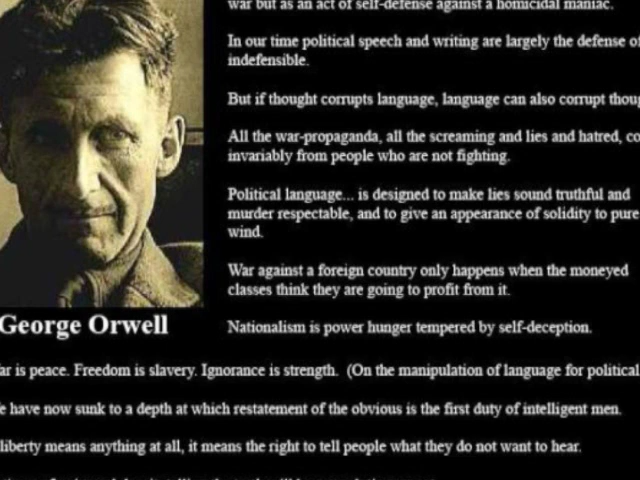 war but as an act of self-defense against a homicidal maniac.
In our time political speech and writing are largely the defense of
indefensible.
But if thought corrupts language, language can also corrupt
All the war-propaganda, all the screaming and lies and hatred,
invariably from people who are not fighting.
Political language... is designed to make lies sound truthful and
murder respectable, and to give an appearance of solidity to pure
wind.
War against a foreign country only happens when the moneyed
classes think they are going to profit from it.
George Orwell
Nationalism is power hunger tempered by self-deception.
is peace. Freedom is slavery. Ignorance is strength. (On the manipulation of language for political
have now sunk to a depth at which restatement of the obvious is the first duty of intelligent men.
liberty means anything at all, it means the right to tell people what they do not want to hear.